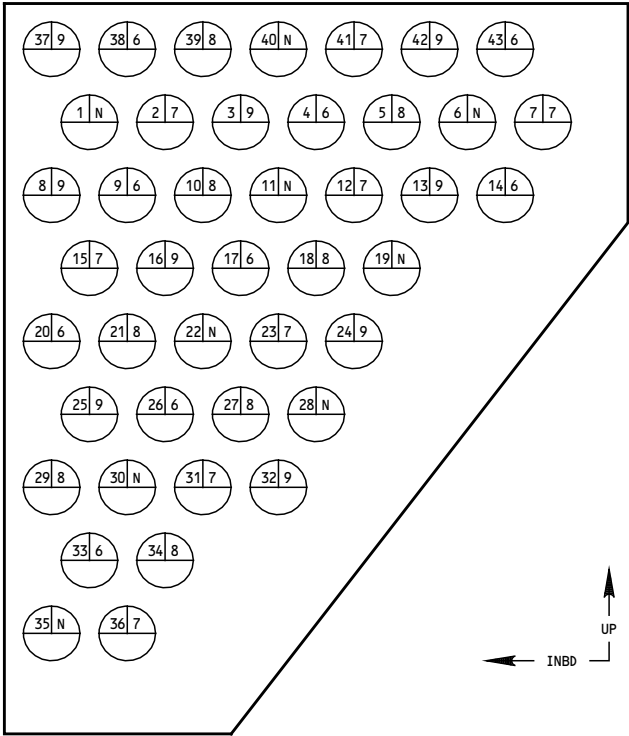 37 9 38 6 39 8 40 N 41 7 42 9 43 6
1 N 2 7 3 9 4 6 5 8 6 N 7 7
8 9 9 6 10 8 11 N 12 7 13 9 14 6
15 7 16 9 17 6 18 8 19 N
20 6 21 8 22 N 23 7 24 9
25 9 26 6 27 8 28 N
29 8 30 N 31 7 32 9
33 6 34 8
35 N 36 7
UP
INBD